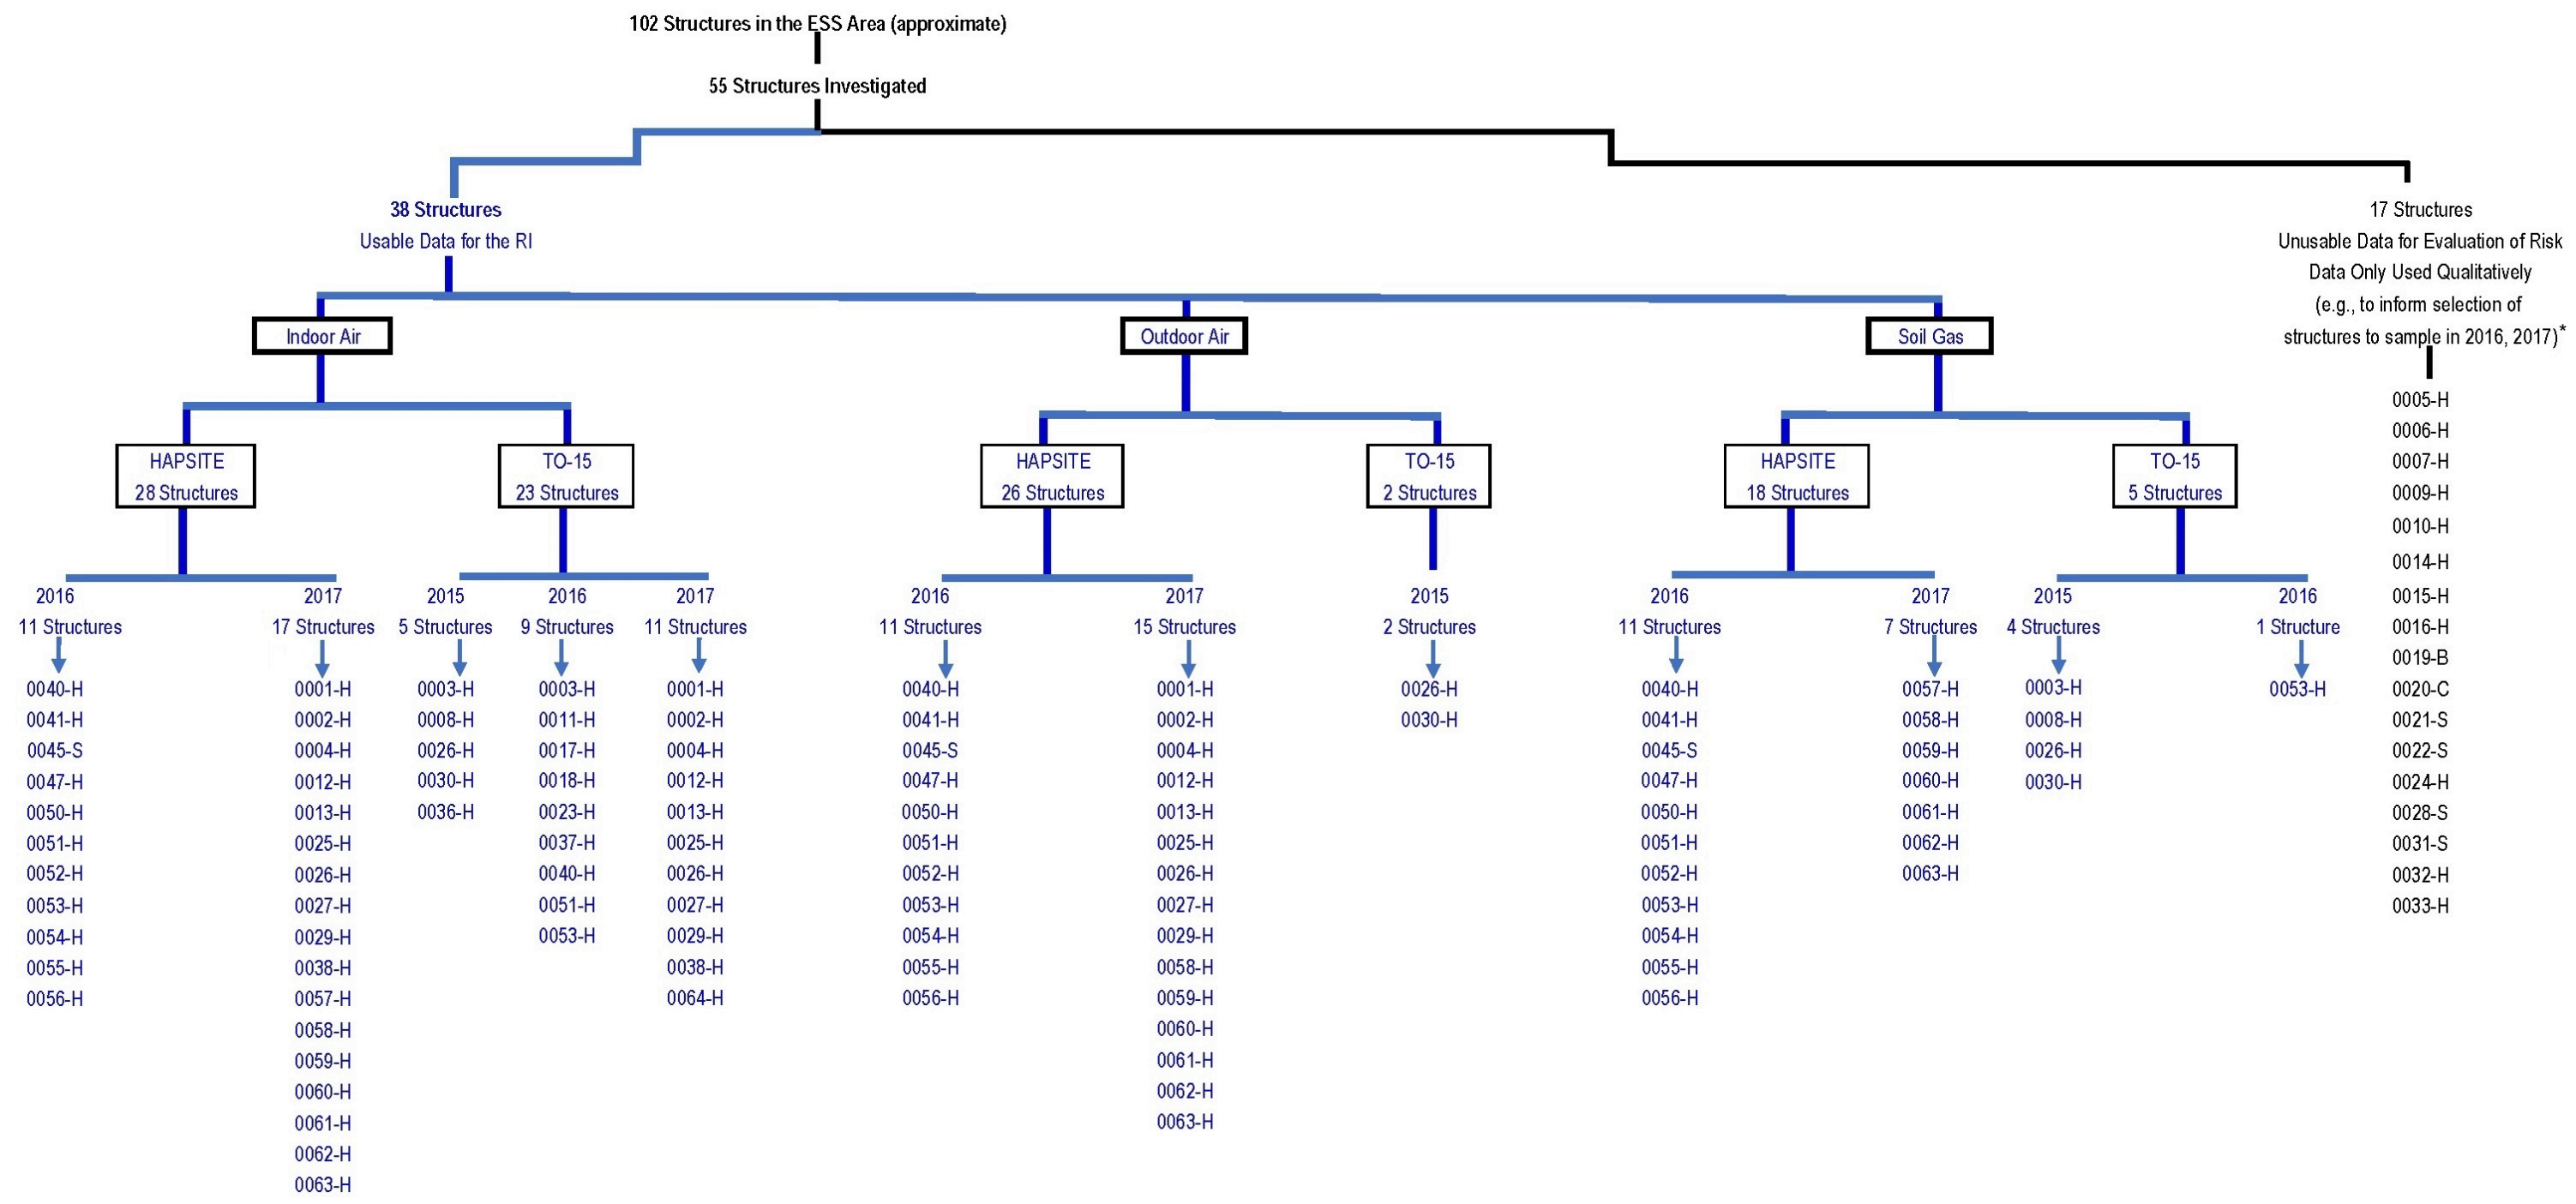 102 Structures in the ESS Area (approximate)
55 Structures Investigated
38 Structures
Usable Data for the RI
Indoor Air
HAPSITE
28 Structures
2016
11 Structures
0040-H
0041-H
0045-S
0047-H
0050-H
0051-H
0052-H
0053-H
0054-H
0055-H
0056-H
2017
17 Structures
0001-H
0002-H
0004-H
0012-H
0013-H
0025-H
0026-H
0027-H
0029-H
0038-H
0057-H
0058-H
0059-H
0060-H
0061-H
0062-H
0063-H
TO-15
23 Structures
2015
5 Structures
0003-H
0008-H
0026-H
0030-H
0036-H
2016
9 Structures
0003-H
0011-H
0017-H
0018-H
0023-H
0037-H
0040-H
0051-H
0053-H
2017
11 Structures
0001-H
0002-H
0004-H
0012-H
0013-H
0025-H
0026-H
0027-H
0029-H
0038-H
0064-H
Outdoor Air
HAPSITE
26 Structures
2016
11 Structures
0040-H
0041-H
0045-S
0047-H
0050-H
0051-H
0052-H
0053-H
0054-H
0055-H
0056-H
2017
15 Structures
0001-H
0002-H
0004-H
0012-H
0013-H
0025-H
0026-H
0027-H
0029-H
0058-H
0059-H
0060-H
0061-H
0062-H
0063-H
TO-15
2 Structures
2015
2 Structures
0026-H
0030-H
Soil Gas
HAPSITE
18 Structures
2016
11 Structures
0040-H
0041-H
0045-S
0047-H
0050-H
0051-H
0052-H
0053-H
0054-H
0055-H
0056-H
2017
7 Structures
0057-H
0058-H
0059-H
0060-H
0061-H
0062-H
0063-H
TO-15
5 Structures
2015
4 Structures
0003-H
0008-H
0026-H
0030-H
2016
1 Structure
0053-H
17 Structures
Unusable Data for Evaluation of Risk
Data Only Used Qualitatively
(e.g., to inform selection of
structures to sample in 2016, 2017)*
0005-H
0006-H
0007-H
0009-H
0010-H
0014-H
0015-H
0016-H
0019-B
0020-C
0021-S
0022-S
0024-H
0028-S
0031-S
0032-H
0033-H